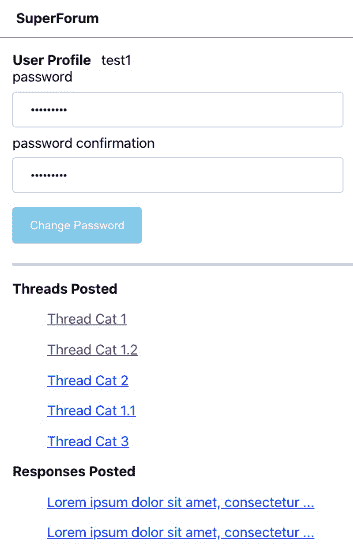 SuperForum
User Profile test1
password
•••••••••
password confirmation
•••••••••
Change Password
Threads Posted
Thread Cat 1
Thread Cat 1.2
Thread Cat 2
Thread Cat 1.1
Thread Cat 3
Responses Posted
Lorem ipsum dolor sit amet, consectetur ...
Lorem ipsum dolor sit amet, consectetur ...